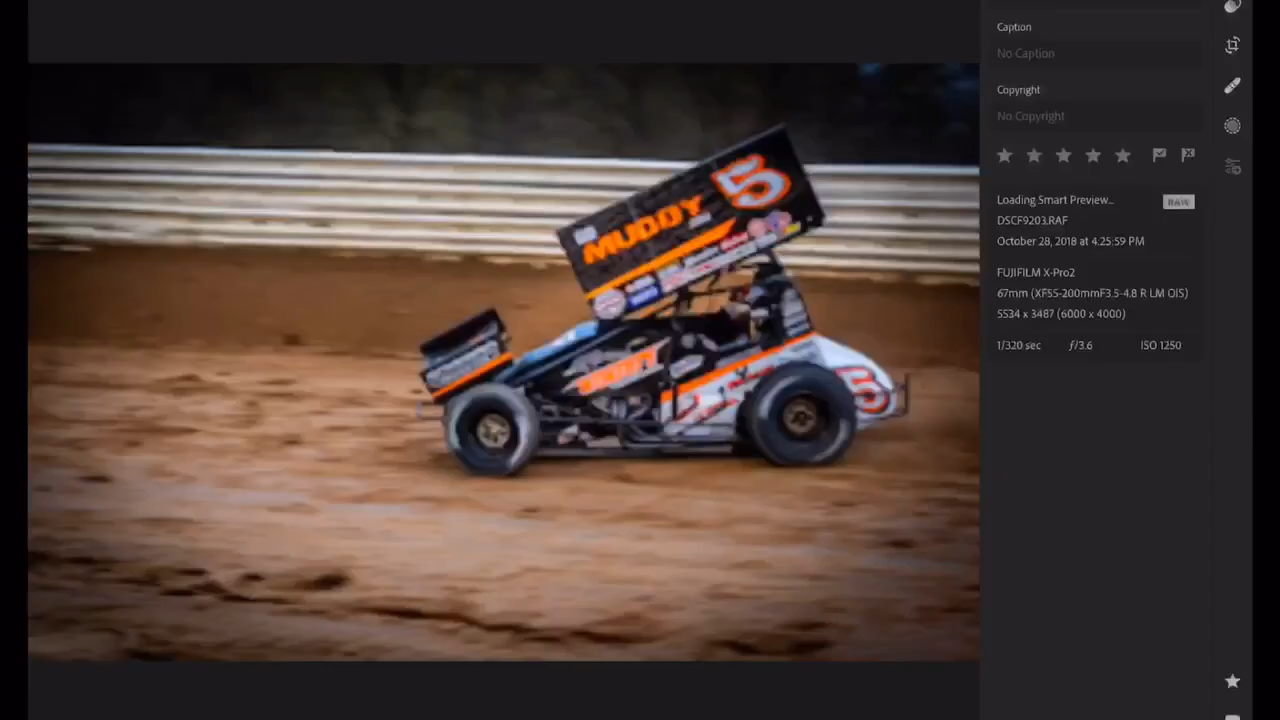 Caption
No Caption
Copyright
No Copyright
Loading Smart Preview...
RAW
DSCF9203.RAF
October 28, 2018 at 4:25:59 PM
FUJIFILM X-Pro2
67mm (XF55-200mmF3.5-4.8 R LM OIS)
5534 x 3487 (6000 x 4000)
1/320 sec
ƒ/3.6
ISO 1250
5
MUDDY
5